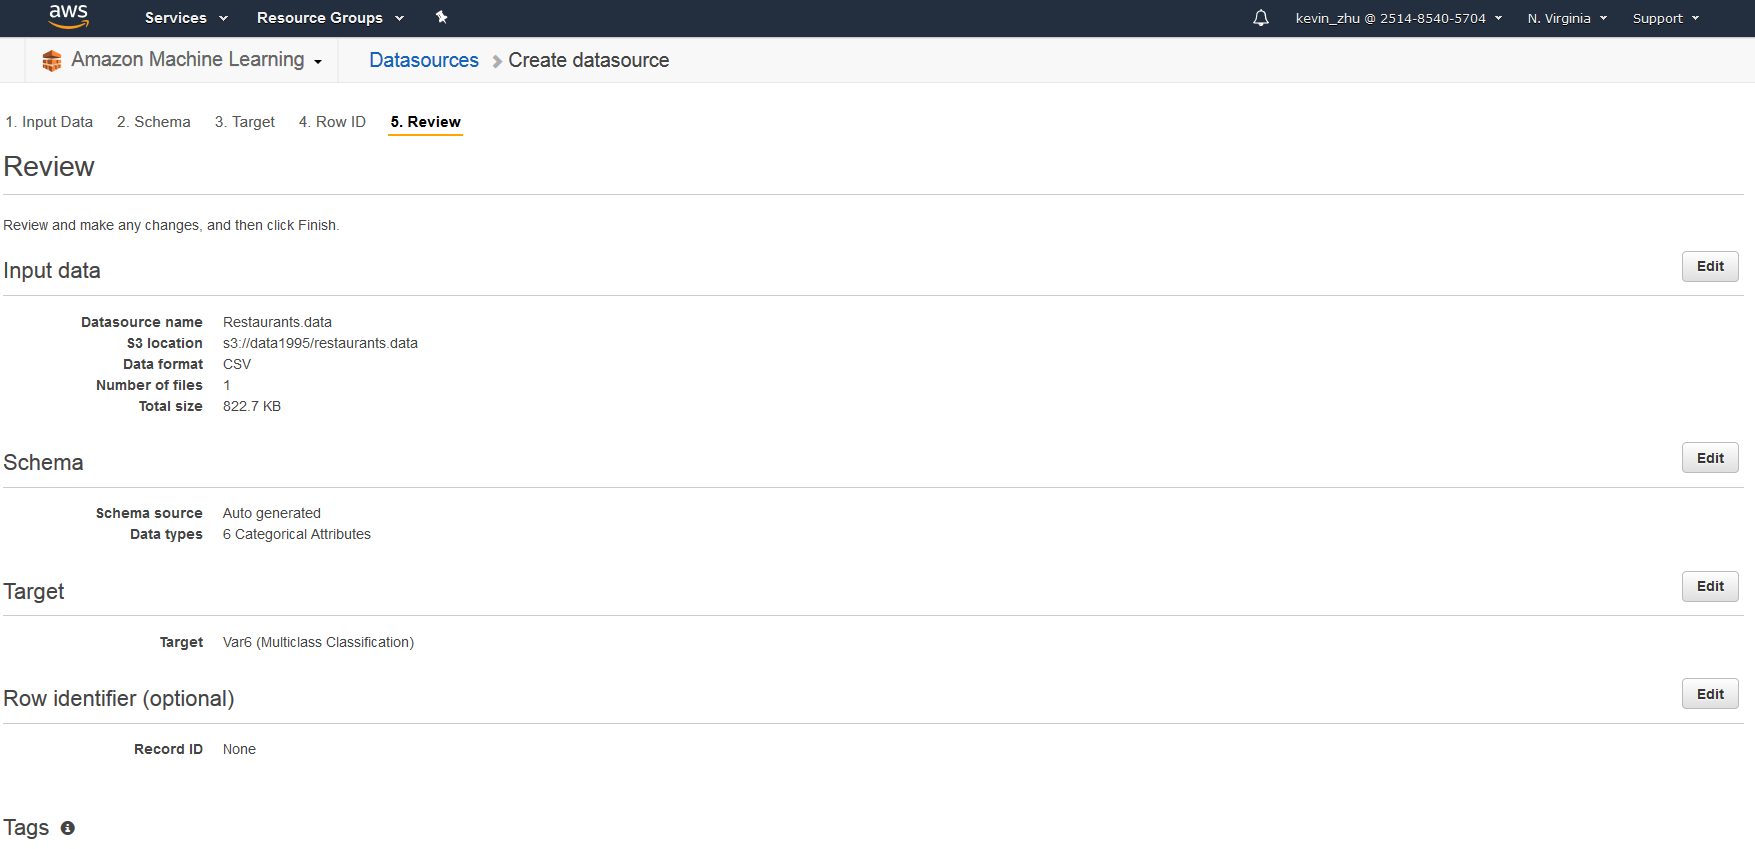 aws Services Resource Groups kevin_zhu @ 2514-8540-5704 N. Virginia Support
Amazon Machine Learning Datasources Create datasource
1. Input Data 2. Schema 3. Target 4. Row ID 5. Review
Review
Review and make any changes, and then click Finish.
Input data Edit
Datasource name Restaurants.data
S3 location s3://data1995/restaurants.data
Data format CSV
Number of files 1
Total size 822.7 KB
Schema Edit
Schema source Auto generated
Data types 6 Categorical Attributes
Target Edit
Target Var6 (Multiclass Classification)
Row identifier (optional) Edit
Record ID None
Tags